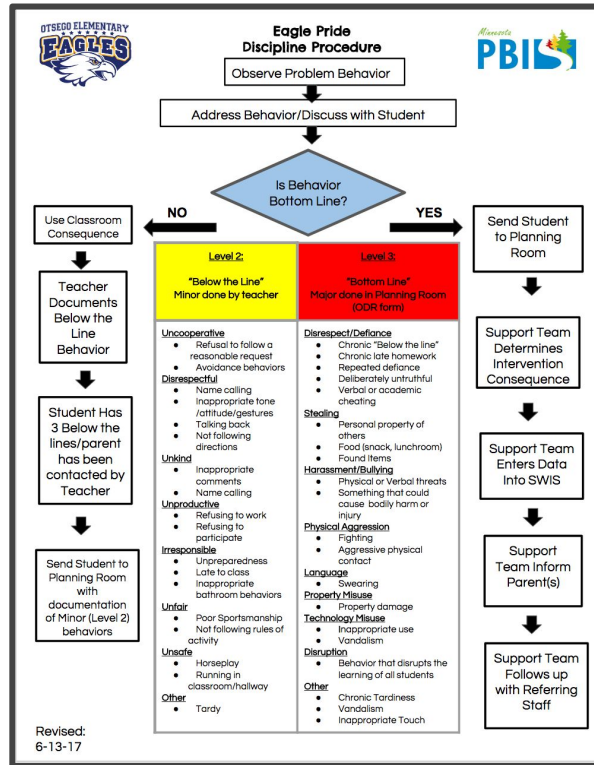 OTSEGO ELEMENTARY
EAGLES
Eagle Pride
Discipline Procedure
Minnesota
PBIS
Observe Problem Behavior
Address Behavior/Discuss with Student
Is Behavior
Bottom Line?
NO
YES
Use Classroom
Consequence
Teacher
Documents
Below the
Line
Behavior
Student Has
3 Below the
lines/parent
has been
contacted by
Teacher
Send Student to
Planning Room
with
documentation
of Minor (Level 2)
behaviors
Level 2:
"Below the Line"
Minor done by teacher
Uncooperative
● Refusal to follow a
reasonable request
● Avoidance behaviors
Disrespectful
● Name calling
● Inappropriate tone
/attitude/gestures
● Talking back
● Not following
directions
Unkind
● Inappropriate
comments
● Name calling
Unproductive
● Refusing to work
● Refusing to
participate
Irresponsible
● Unpreparedness
● Late to class
● Inappropriate
bathroom behaviors
Unfair
● Poor Sportsmanship
● Not following rules of
activity
Unsafe
● Horseplay
● Running in
classroom/hallway
Other
● Tardy
Level 3:
"Bottom Line"
Major done in Planning Room
(ODR form)
Disrespect/Defiance
● Chronic "Below the line"
● Chronic late homework
● Repeated defiance
● Deliberately untruthful
● Verbal or academic
cheating
Stealing
● Personal property of
others
● Food (snack, lunchroom)
● Found Items
Harassment/Bullying
● Physical or Verbal threats
● Something that could
cause bodily harm or
injury
Physical Aggression
● Fighting
● Aggressive physical
contact
Language
● Swearing
Property Misuse
● Property damage
Technology Misuse
● Inappropriate use
● Vandalism
Disruption
● Behavior that disrupts the
learning of all students
Other
● Chronic Tardiness
● Vandalism
● Inappropriate Touch
Send Student
to Planning
Room
Support Team
Determines
Intervention
Consequence
Support Team
Enters Data
Into SWIS
Support
Team Inform
Parent(s)
Support Team
Follows up
with Referring
Staff
Revised:
6-13-17